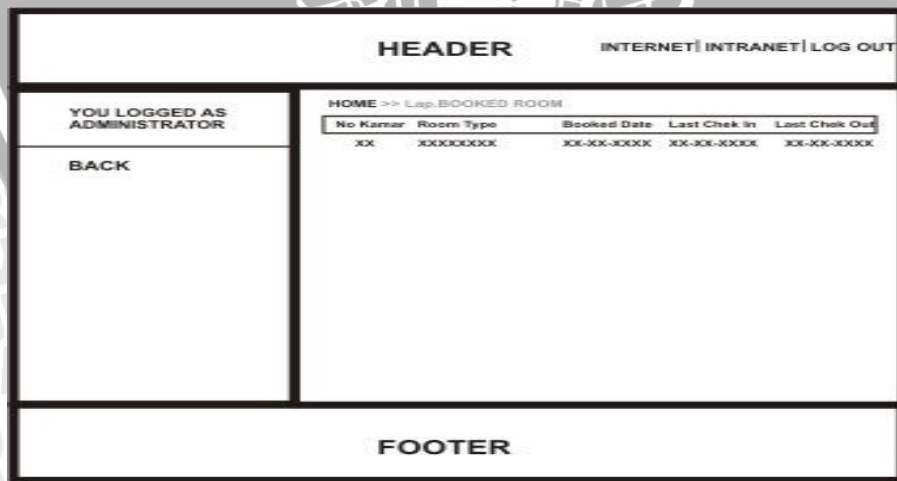 HEADER
INTERNET| INTRANET| LOG OUT
YOU LOGGED AS
ADMINISTRATOR
BACK
HOME >> Lap.BOOKED ROOM
No Kamar Room Type Booked Date Last Chek In Last Chek Out
XX XXXXXXXX XX-XX-XXXX XX-XX-XXXX XX-XX-XXXX
FOOTER